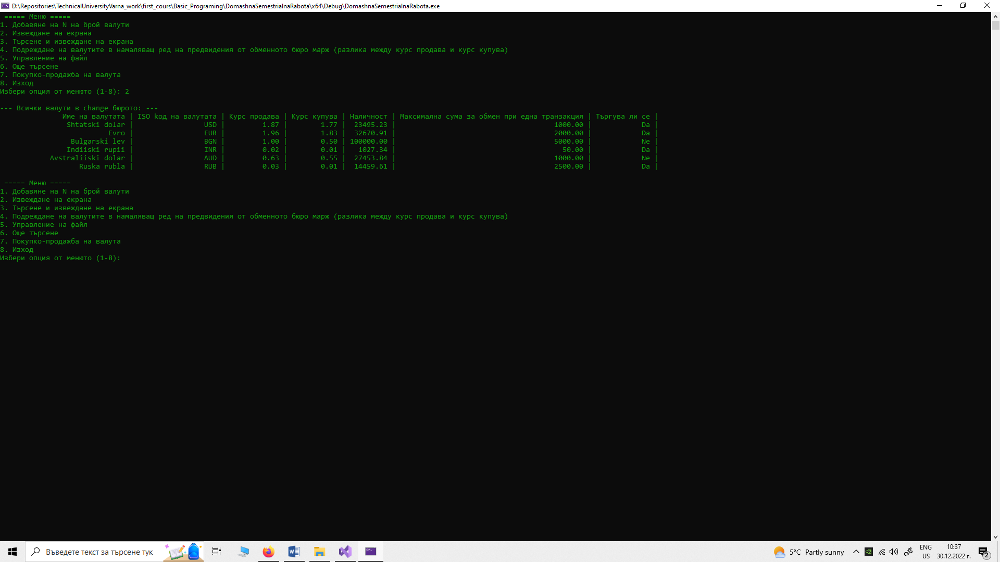 D:\Repositories\TechnicalUniversityVarna_work\first_cours\Basic_Programing\DomashnaSemestrialnaRabota\x64\Debug\DomashnaSemestrialnaRabota.exe
===== Меню =====
1. Добавяне на N на брой валути
2. Извеждане на екрана
3. Търсене и извеждане на екрана
4. Подреждане на валутите в намаляващ ред на предвидения от обменното бюро марж (разлика между курс продава и курс купува)
5. Управление на файл
6. Още търсене
7. Покупко-продажба на валута
8. Изход
Избери опция от менюто (1-8): 2
--- Всички валути в change бюрото: ---
Име на валутата | ISO код на валутата | Курс продава | Курс купува | Наличност | Максимална сума за обмен при една транзакция | Търгува ли се |
Shtatski dolar | USD | 1.87 | 1.77 | 23495.23 | 1000.00 | Da |
Evro | EUR | 1.96 | 1.83 | 32670.91 | 2000.00 | Da |
Bulgarski lev | BGN | 1.00 | 0.50 | 100000.00 | 5000.00 | Ne |
Indiiski rupii | INR | 0.02 | 0.01 | 1027.34 | 50.00 | Da |
Avstraliiski dolar | AUD | 0.63 | 0.55 | 27453.84 | 1000.00 | Ne |
Ruska rubla | RUB | 0.03 | 0.01 | 14459.61 | 2500.00 | Da |
===== Меню =====
1. Добавяне на N на брой валути
2. Извеждане на екрана
3. Търсене и извеждане на екрана
4. Подреждане на валутите в намаляващ ред на предвидения от обменното бюро марж (разлика между курс продава и курс купува)
5. Управление на файл
6. Още търсене
7. Покупко-продажба на валута
8. Изход
Избери опция от менюто (1-8):
Въведете текст за търсене тук
5°C Partly sunny
ENG
US
10:37
30.12.2022 г.
2